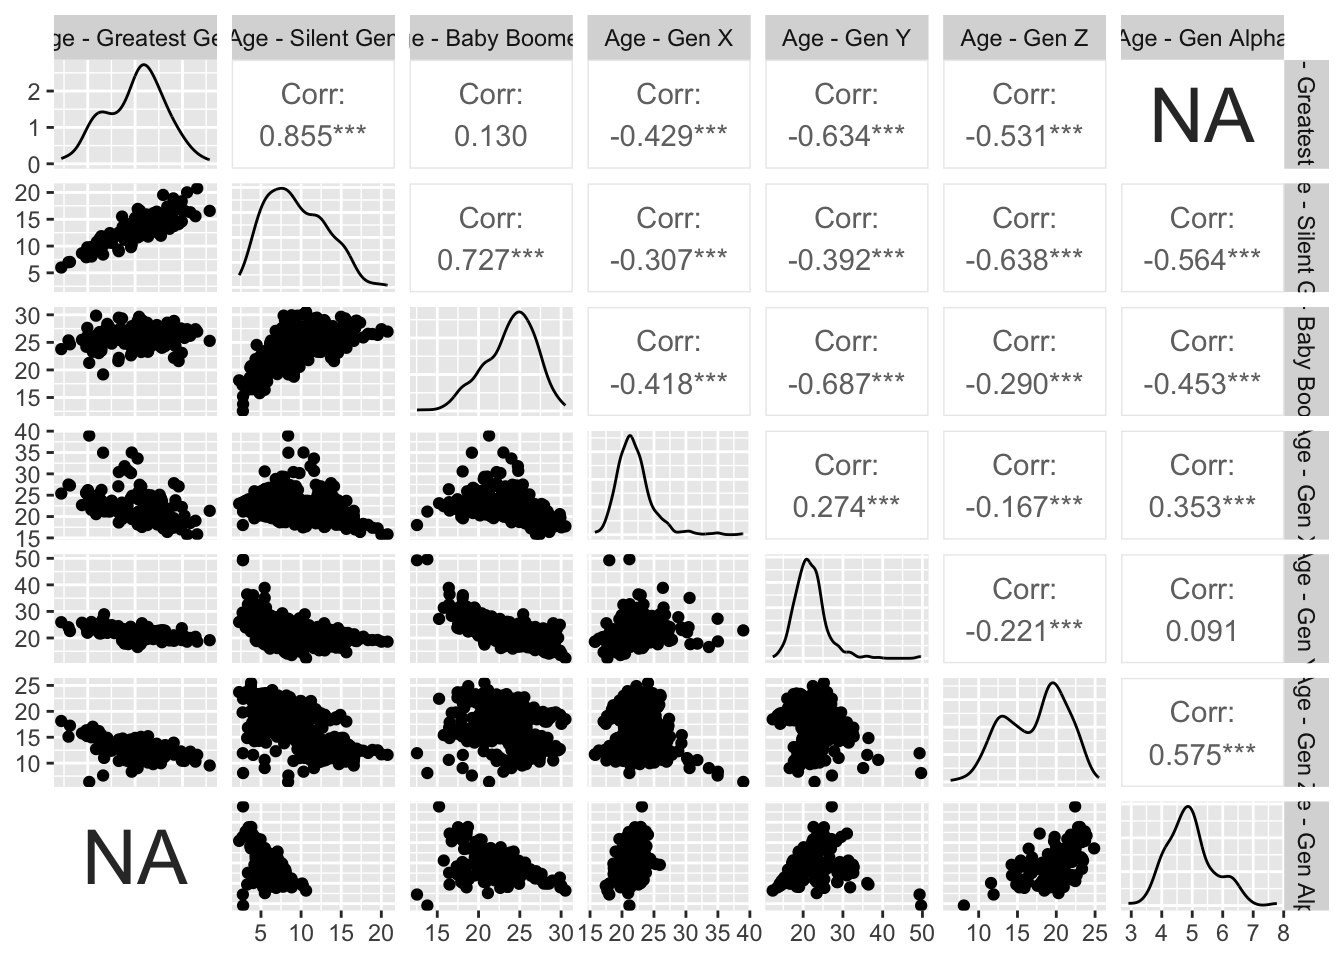 ge - Greatest Ge Age - Silent Gen ge - Baby Boome Age - Gen X Age - Gen Y Age - Gen Z Age - Gen Alpha
2
1
0
Corr: Corr: Corr: Corr: Corr:
0.855*** 0.130 -0.429*** -0.634*** -0.531***
NA
- Greatest
20
15
10
5
Corr: Corr: Corr: Corr: Corr:
0.727*** -0.307*** -0.392*** -0.638*** -0.564***
e - Silent G
30
25
20
15
Corr: Corr: Corr: Corr:
-0.418*** -0.687*** -0.290*** -0.453***
- Baby Boo
40
35
30
25
20
15
Corr: Corr: Corr:
0.274*** -0.167*** 0.353***
Age - Gen X
50
40
30
20
Corr: Corr:
-0.221*** 0.091
Age - Gen Y
25
20
15
10
Corr:
0.575***
Age - Gen Z
NA
e - Gen Alp
5 10 15 20 15 20 25 30 15 20 25 30 35 40 20 30 40 50 10 15 20 25 3 4 5 6 7 8